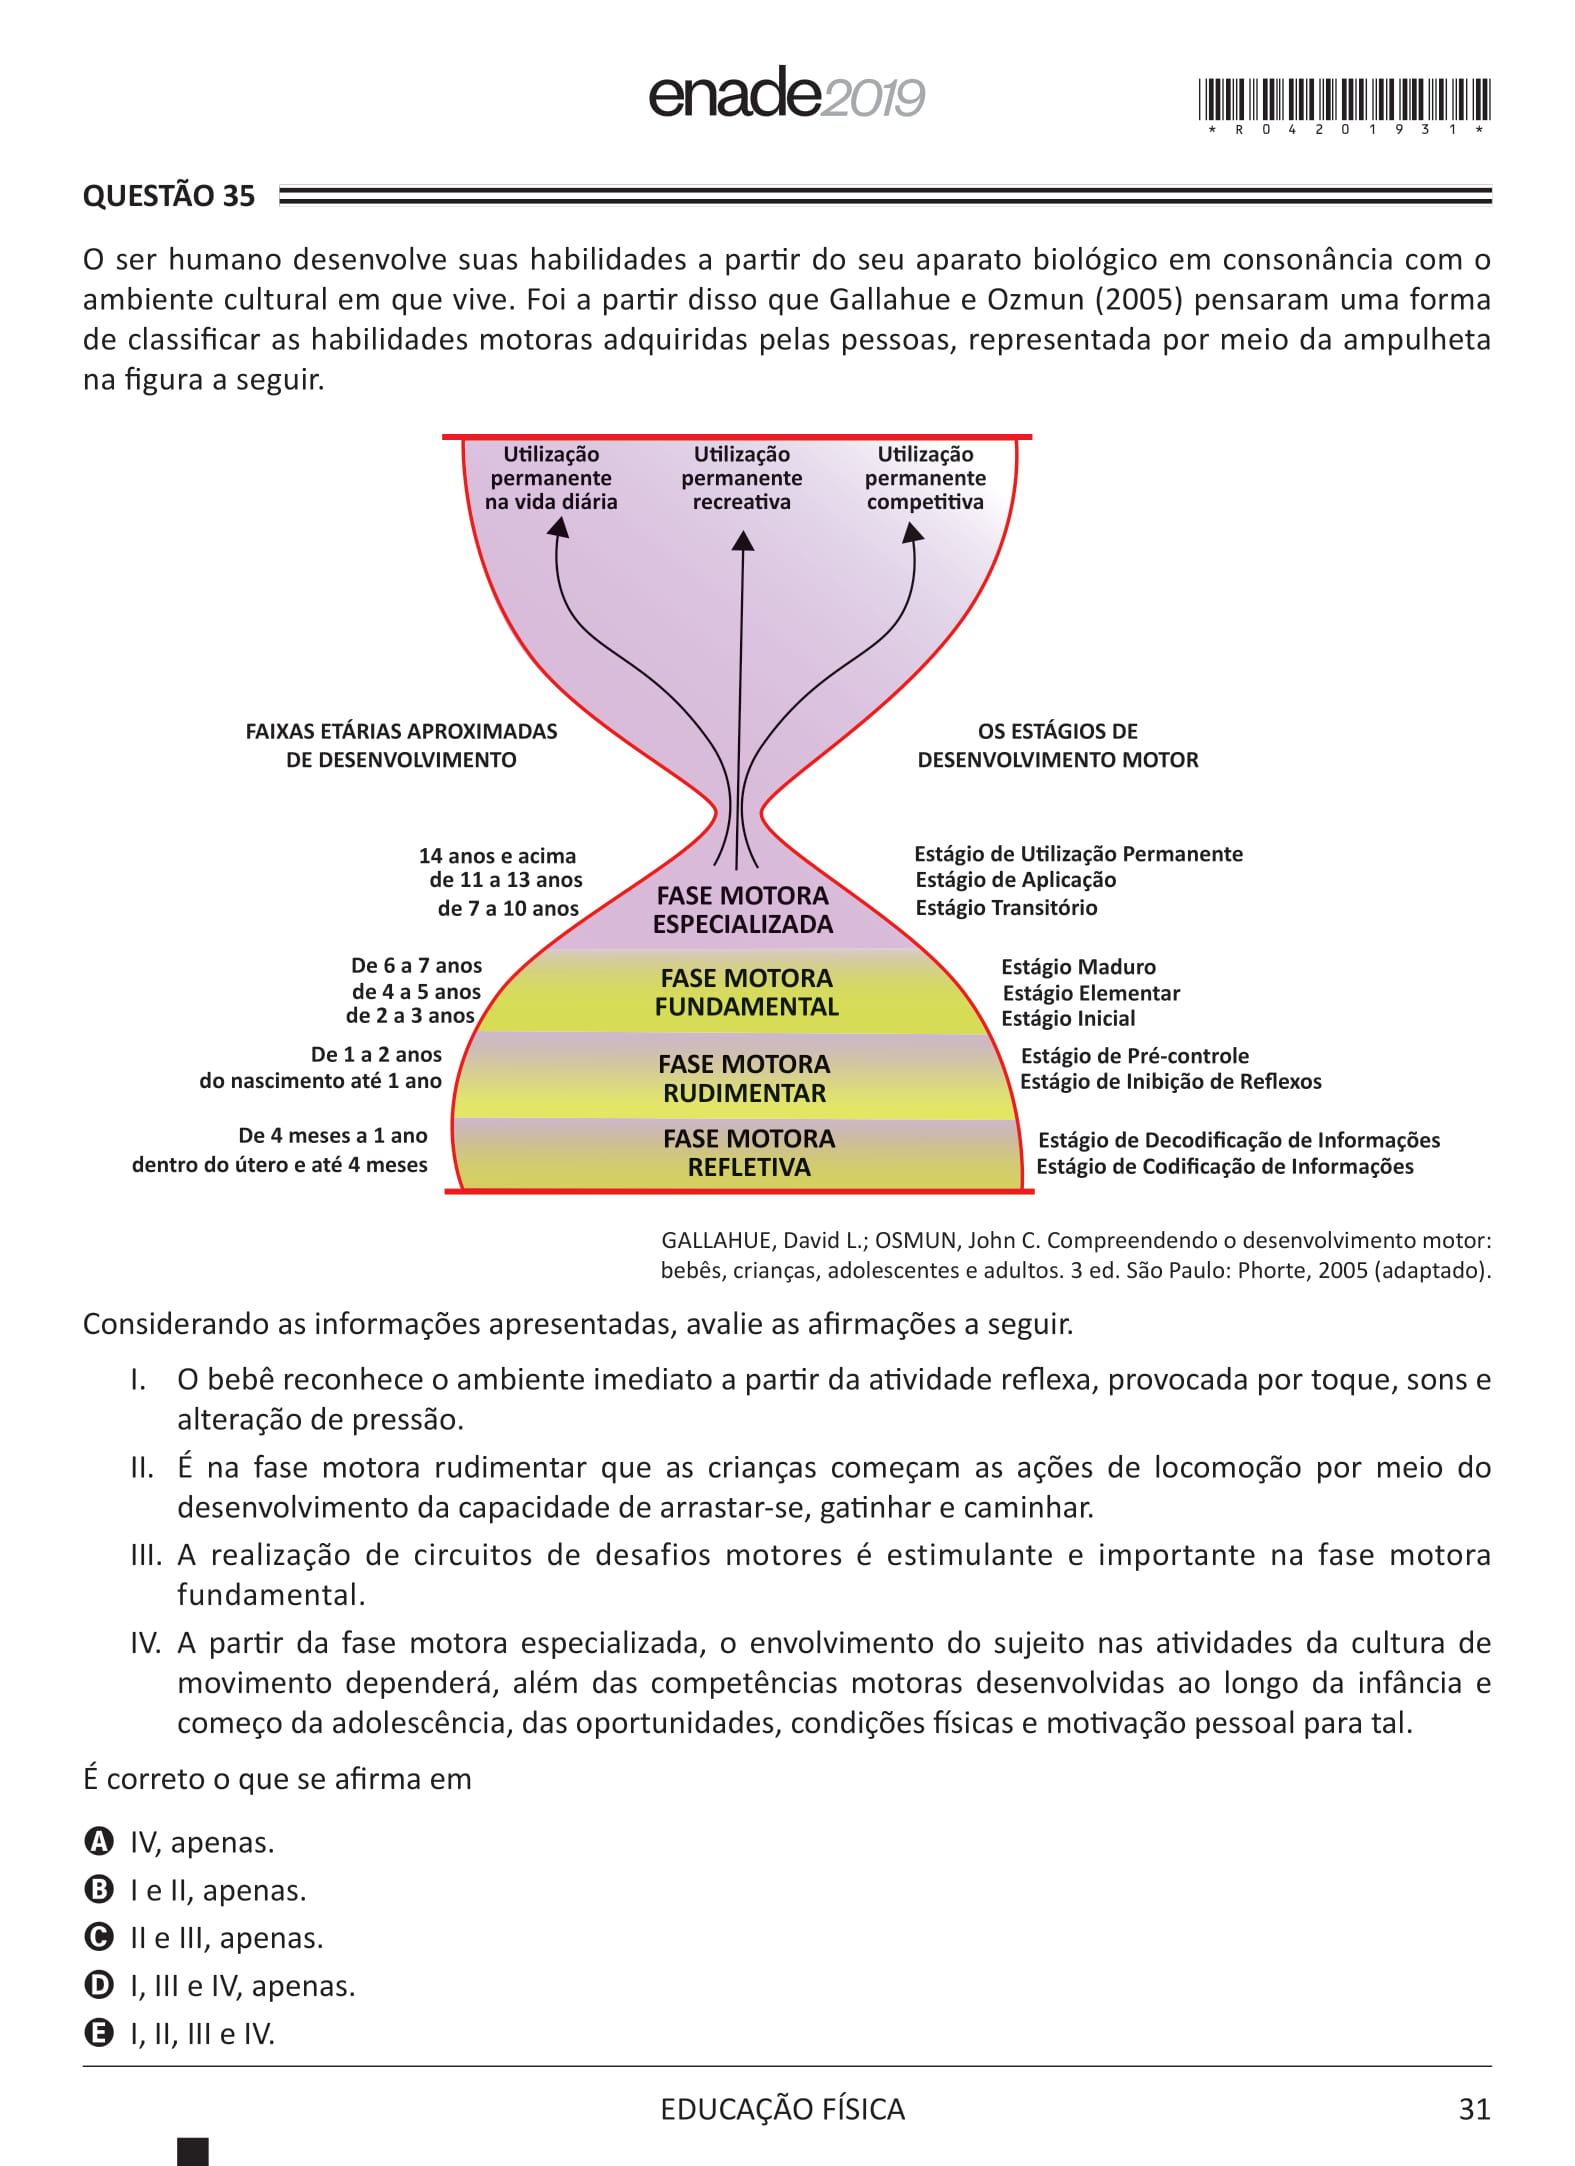 enade2019
* R 0 4 2 0 1 9 3 1 *
QUESTÃO 35
O ser humano desenvolve suas habilidades a partir do seu aparato biológico em consonância com o
ambiente cultural em que vive. Foi a partir disso que Gallahue e Ozmun (2005) pensaram uma forma
de classificar as habilidades motoras adquiridas pelas pessoas, representada por meio da ampulheta
na figura a seguir.
Utilização
permanente
na vida diária
Utilização
permanente
recreativa
Utilização
permanente
competitiva
FAIXAS ETÁRIAS APROXIMADAS
DE DESENVOLVIMENTO
OS ESTÁGIOS DE
DESENVOLVIMENTO MOTOR
14 anos e acima
de 11 a 13 anos
de 7 a 10 anos
FASE MOTORA
ESPECIALIZADA
Estágio de Utilização Permanente
Estágio de Aplicação
Estágio Transitório
De 6 a 7 anos
de 4 a 5 anos
de 2 a 3 anos
FASE MOTORA
FUNDAMENTAL
Estágio Maduro
Estágio Elementar
Estágio Inicial
De 1 a 2 anos
do nascimento até 1 ano
FASE MOTORA
RUDIMENTAR
Estágio de Pré-controle
Estágio de Inibição de Reflexos
De 4 meses a 1 ano
dentro do útero e até 4 meses
FASE MOTORA
REFLETIVA
Estágio de Decodificação de Informações
Estágio de Codificação de Informações
GALLAHUE, David L.; OSMUN, John C. Compreendendo o desenvolvimento motor:
bebês, crianças, adolescentes e adultos. 3 ed. São Paulo: Phorte, 2005 (adaptado).
Considerando as informações apresentadas, avalie as afirmações a seguir.
I. O bebê reconhece o ambiente imediato a partir da atividade reflexa, provocada por toque, sons e
alteração de pressão.
II. É na fase motora rudimentar que as crianças começam as ações de locomoção por meio do
desenvolvimento da capacidade de arrastar-se, gatinhar e caminhar.
III. A realização de circuitos de desafios motores é estimulante e importante na fase motora
fundamental.
IV. A partir da fase motora especializada, o envolvimento do sujeito nas atividades da cultura de
movimento dependerá, além das competências motoras desenvolvidas ao longo da infância e
começo da adolescência, das oportunidades, condições físicas e motivação pessoal para tal.
É correto o que se afirma em
A IV, apenas.
B I e II, apenas.
C II e III, apenas.
D I, III e IV, apenas.
E I, II, III e IV.
EDUCAÇÃO FÍSICA
31